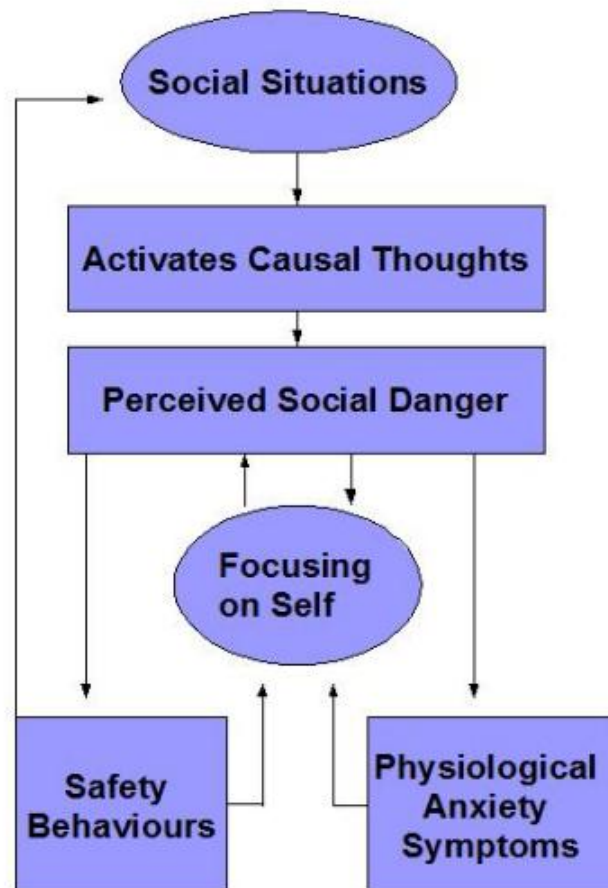 Social Situations
Activates Causal Thoughts
Perceived Social Danger
Focusing
on Self
Safety
Behaviours
Physiological
Anxiety
Symptoms